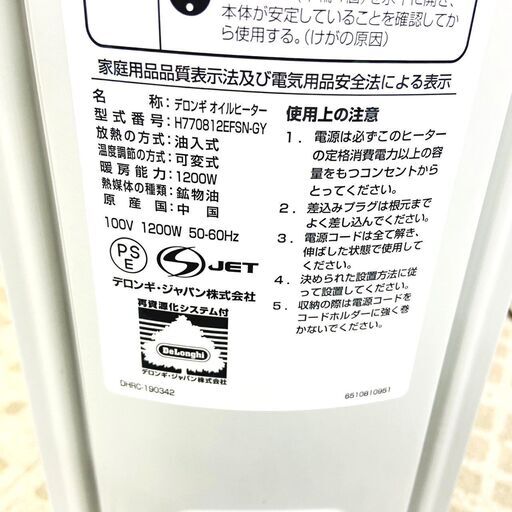 本体が安定していることを確認してか
ら使用する。(けがの原因)
家庭用品品質表示法及び電気用品安全法による表示
名 称:デロンギ オイルヒーター
型式番号:H770812EFSN-GY
放熱の方式:油入式
温度調節の方式:可変式
暖房能力:1200W
熱媒体の種類:鉱物油
原産国:中国
100V 1200W 50-60Hz
PS
E
JET
デロンギ・ジャパン株式会社
再資源化システム付
DeLonghi
デロンギ・ジャパン株式会社
DHRC-190342
使用上の注意
1. 電源は必ずこのヒーター
の定格消費電力以上の容
量をもつコンセントから
とってください。
2. 差込みプラグは根元まで
よく差し込んでください。
3. 電源コードは全て解き、
伸ばした状態で使用して
ください。
4. 決められた設置方法に従
って設置してください。
5. 収納の際は電源コードを
コードホルダーに強く巻
かないでください。
6510810951